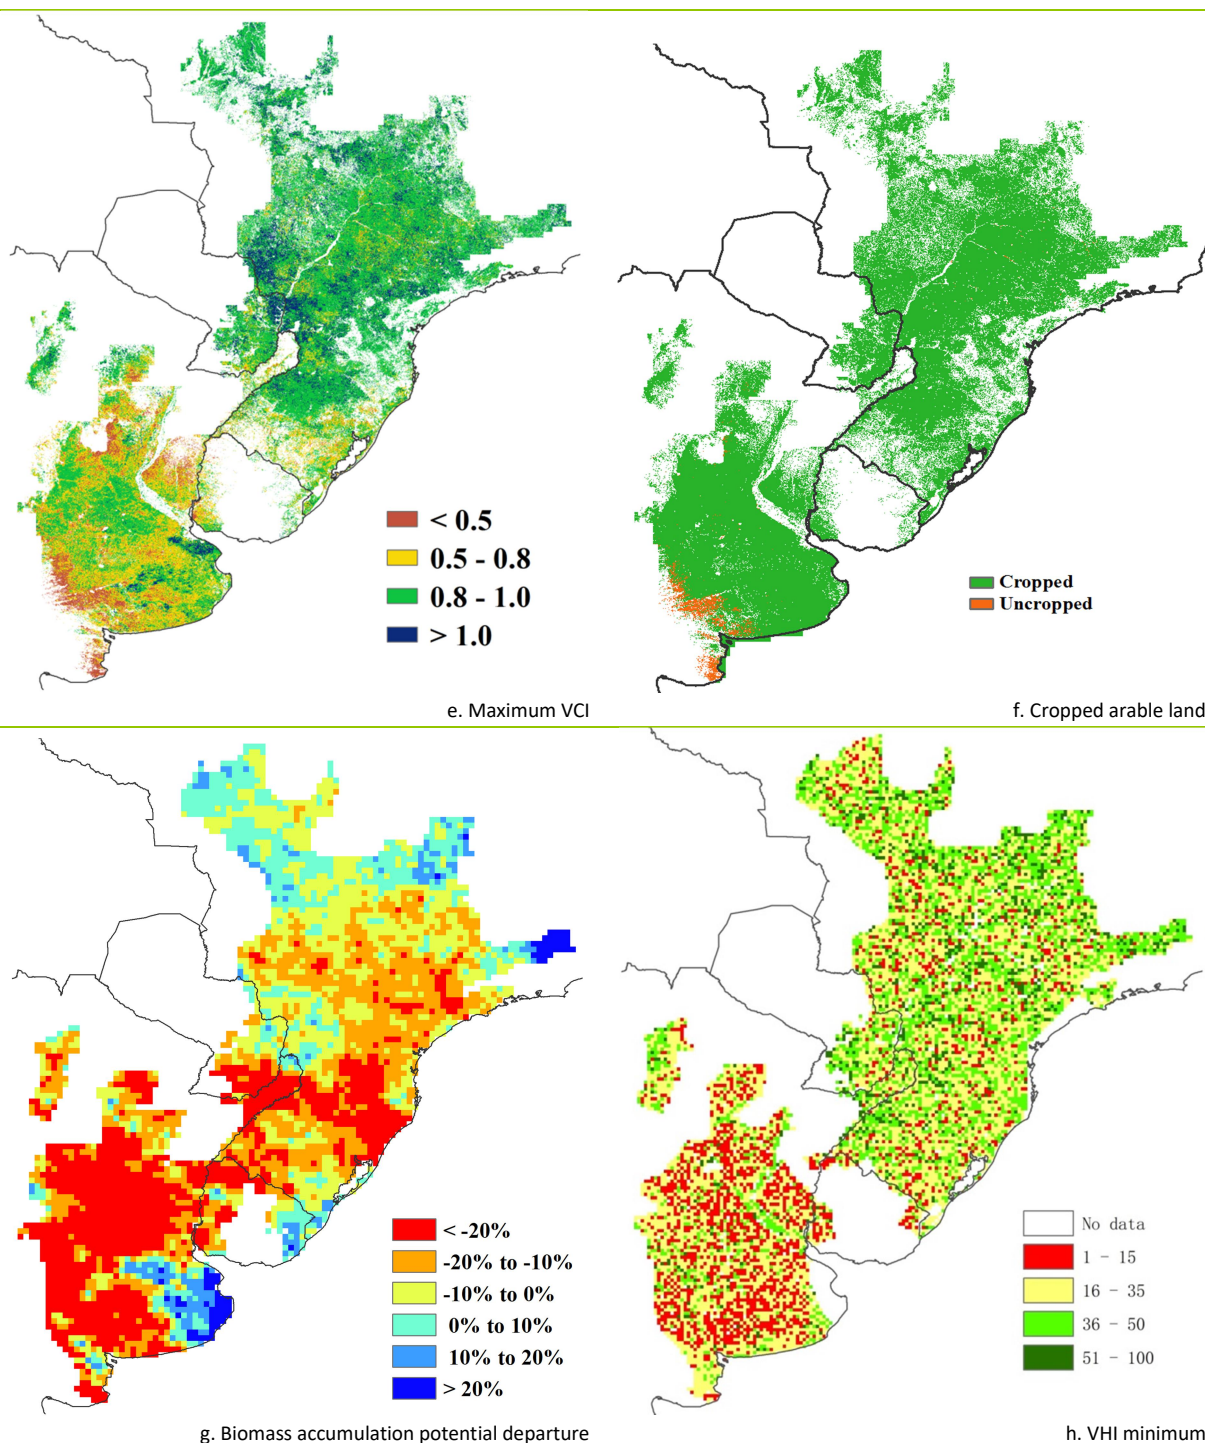 < 0.5
0.5 - 0.8
0.8 - 1.0
> 1.0
e. Maximum VCI
Cropped
Uncropped
f. Cropped arable land
< -20%
-20% to -10%
-10% to 0%
0% to 10%
10% to 20%
> 20%
g. Biomass accumulation potential departure
No data
1 - 15
16 - 35
36 - 50
51 - 100
h. VHI minimum